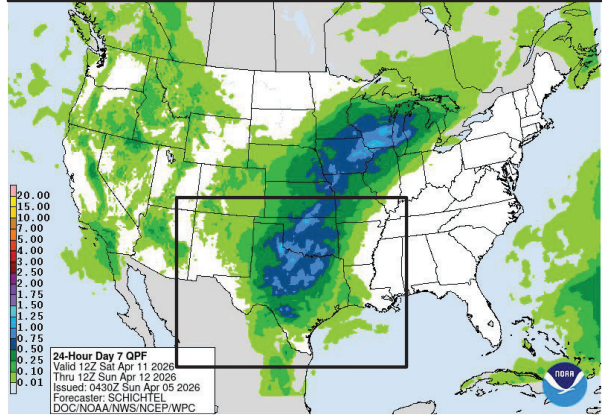 20.00
15.00
10.00
7.00
5.00
4.00
3.00
2.50
2.00
1.75
1.50
1.25
1.00
0.75
0.50
0.25
0.10
0.01
24-Hour Day 7 QPF
Valid 12Z Sat Apr 11 2026
Thru 12Z Sun Apr 12 2026
Issued: 0430Z Sun Apr 05 2026
Forecaster: SCHICHTEL
DOC/NOAA/NWS/NCEP/WPC
NOAA